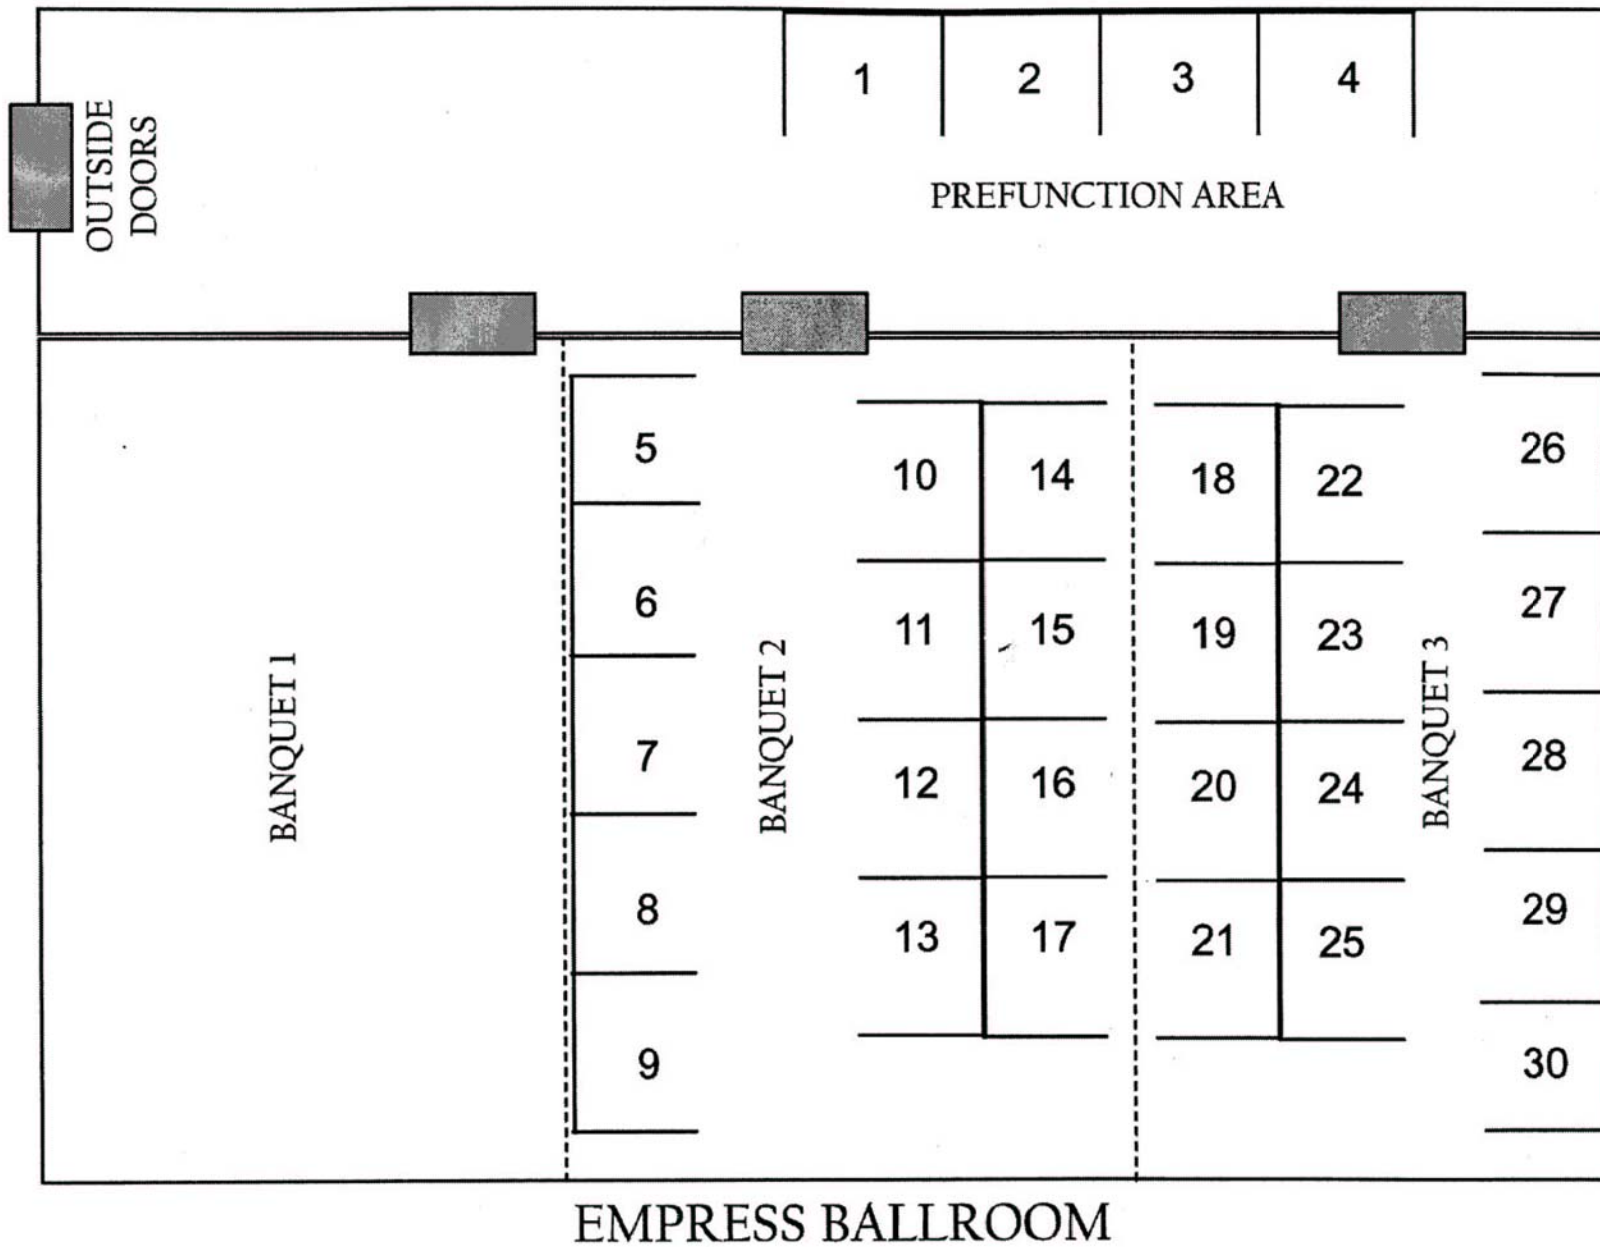 1 2 3 4
OUTSIDE
DOORS
PREFUNCTION AREA
BANQUET 1
5
6
7
8
9
BANQUET 2
10 14
11 15
12 16
13 17
18 22
19 23
20 24
21 25
BANQUET 3
26
27
28
29
30
EMPRESS BALLROOM